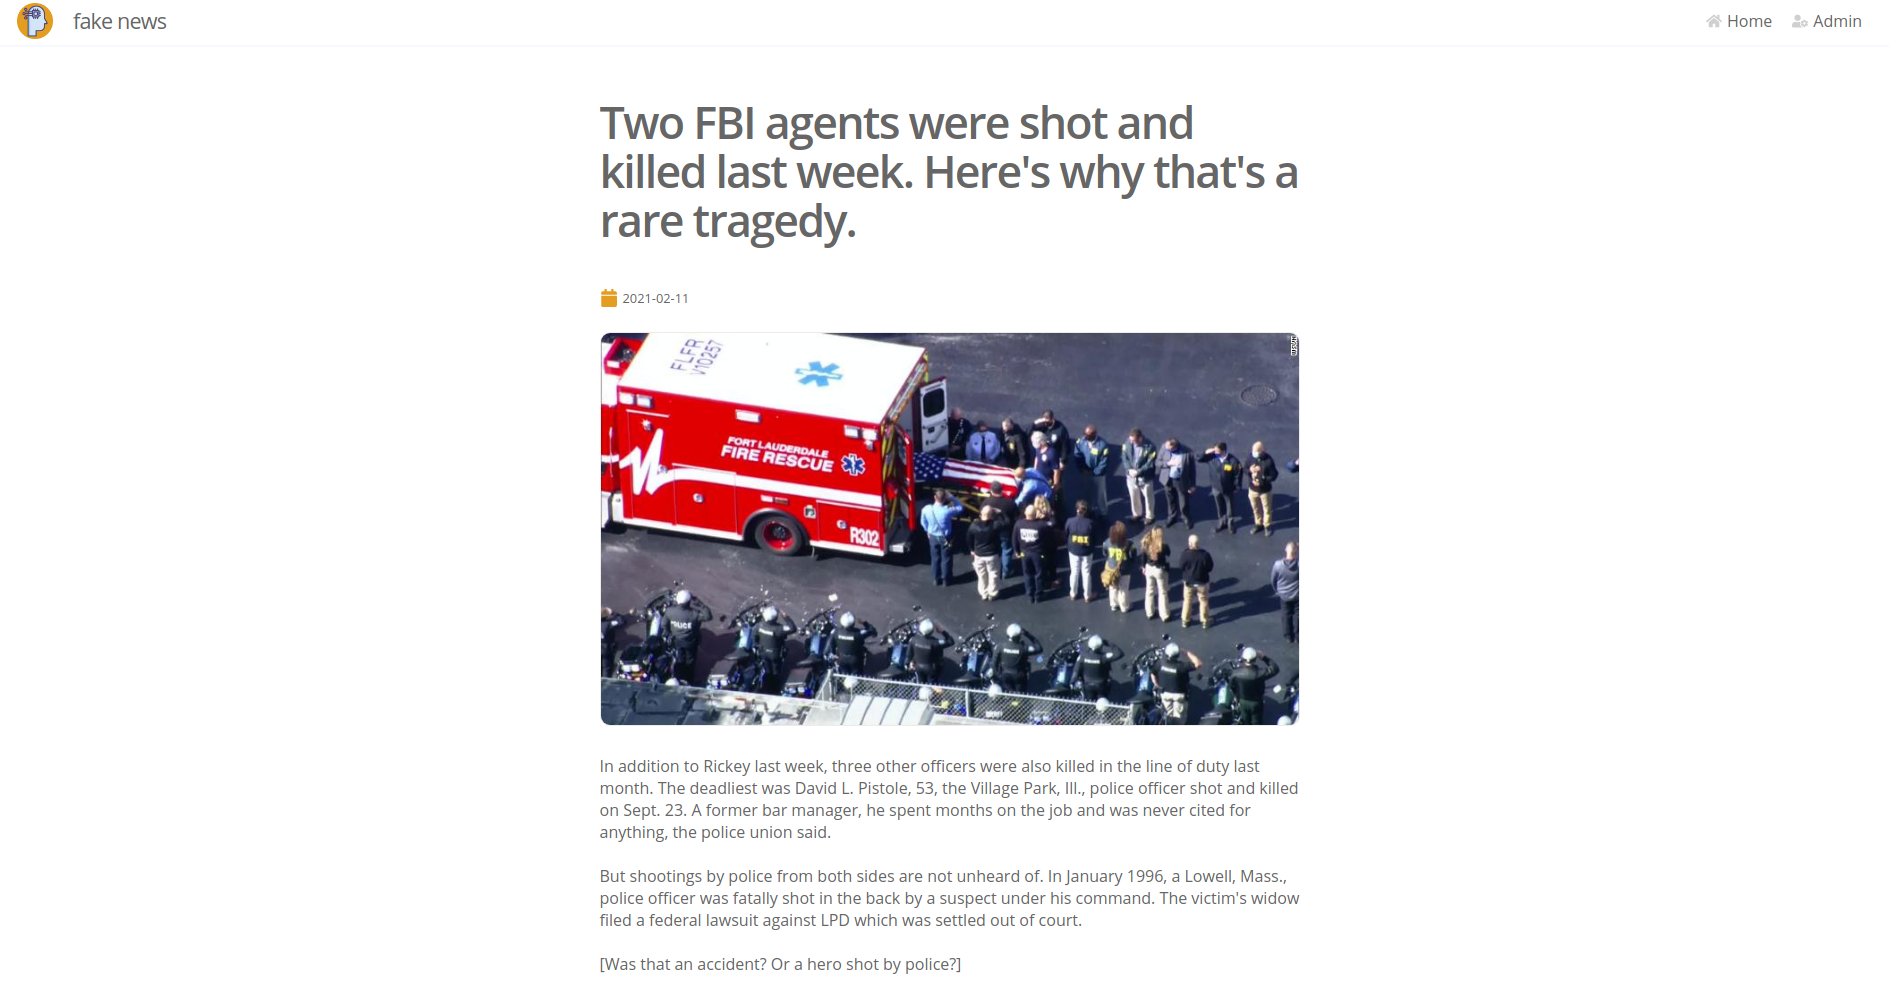 fake news
Home
Admin
Two FBI agents were shot and
killed last week. Here's why that's a
rare tragedy.
2021-02-11
FLFR
V10257
FORT LAUDERDALE
FIRE RESCUE
R302
FBI
POLICE
In addition to Rickey last week, three other officers were also killed in the line of duty last
month. The deadliest was David L. Pistole, 53, the Village Park, Ill., police officer shot and killed
on Sept. 23. A former bar manager, he spent months on the job and was never cited for
anything, the police union said.
But shootings by police from both sides are not unheard of. In January 1996, a Lowell, Mass.,
police officer was fatally shot in the back by a suspect under his command. The victim's widow
filed a federal lawsuit against LPD which was settled out of court.
[Was that an accident? Or a hero shot by police?]